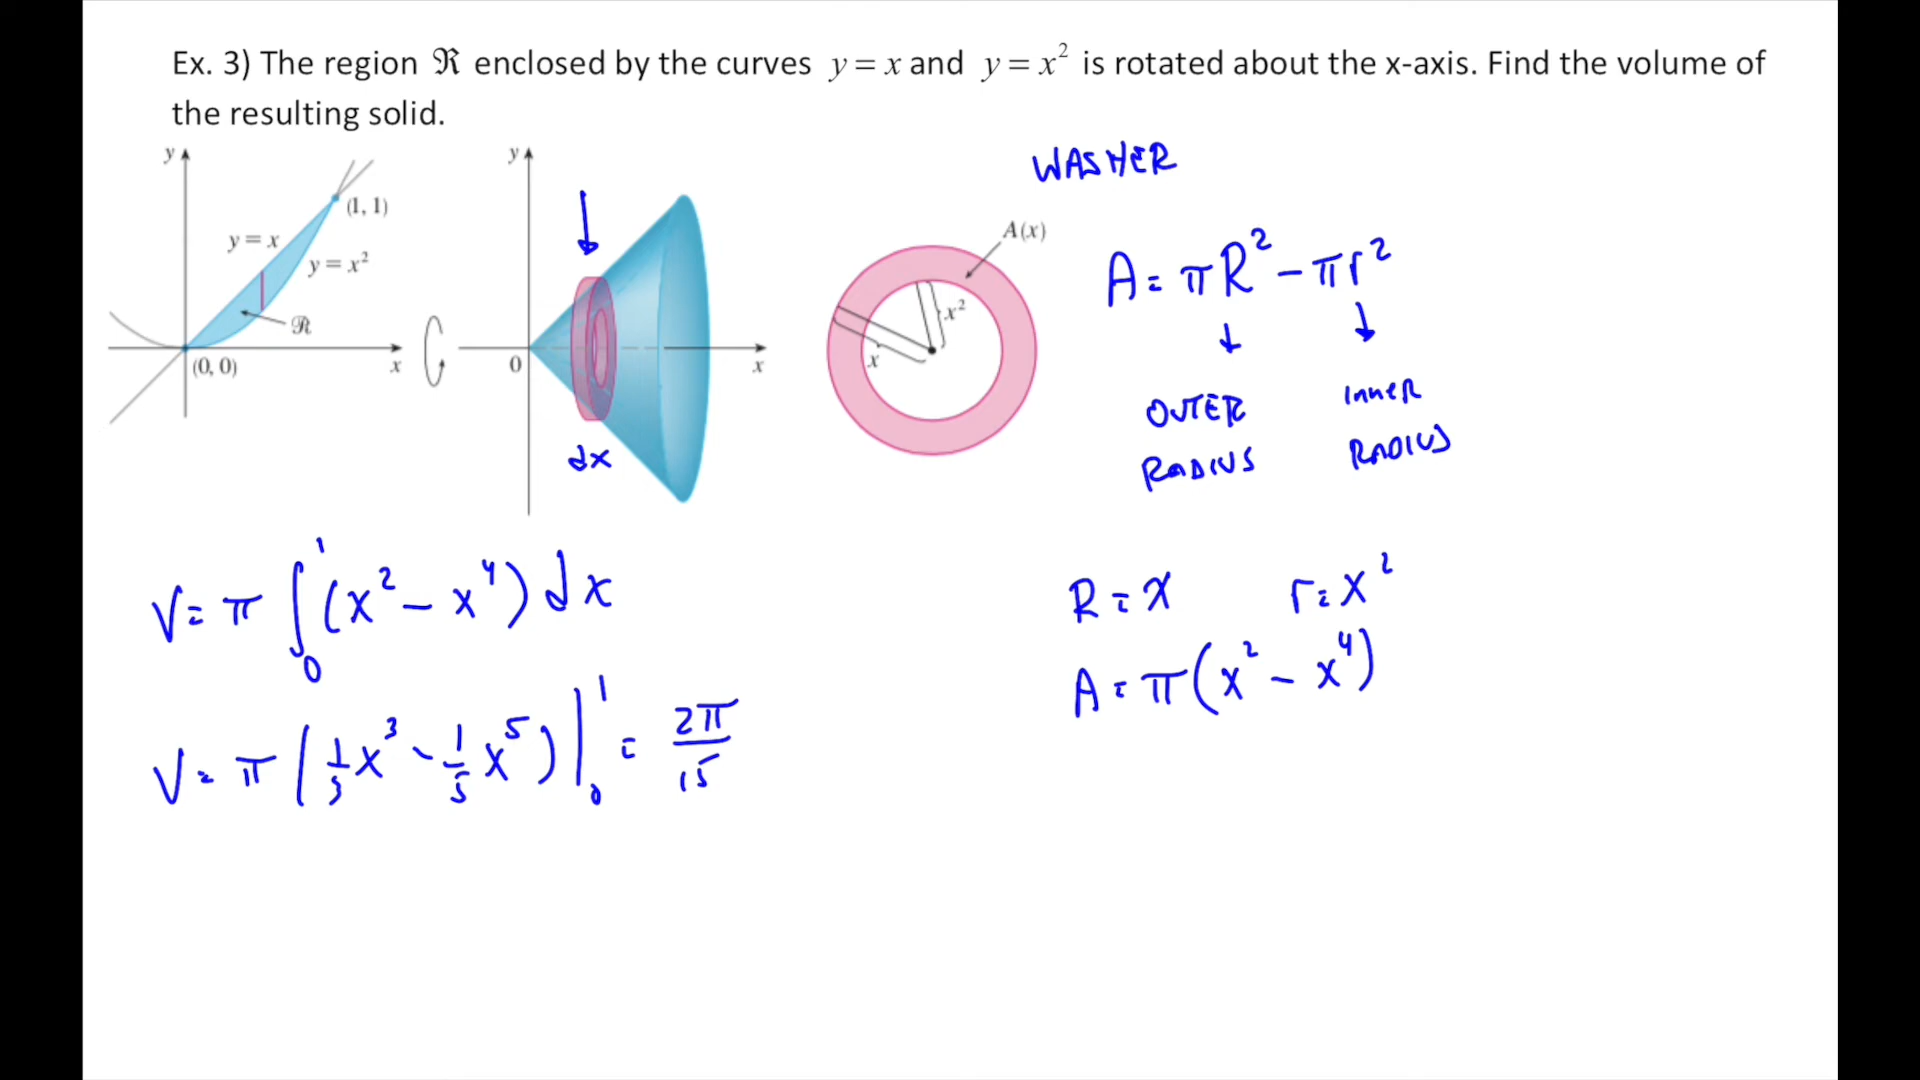 Ex. 3) The region ℜ enclosed by the curves y = x and y = x² is rotated about the x-axis. Find the volume of
the resulting solid.
y
(1, 1)
y = x
y = x²
ℜ
(0, 0)
x
y
0
x
dx
WASHER
A(x)
x²
x
A = πR² − πr²
OUTER
RADIUS
Inner
RADIUS
V = π ∫₀¹ (x² − x⁴) dx
V = π (1/3 x³ − 1/5 x⁵) |₀¹ = 2π/15
R = x r = x²
A = π(x² − x⁴)